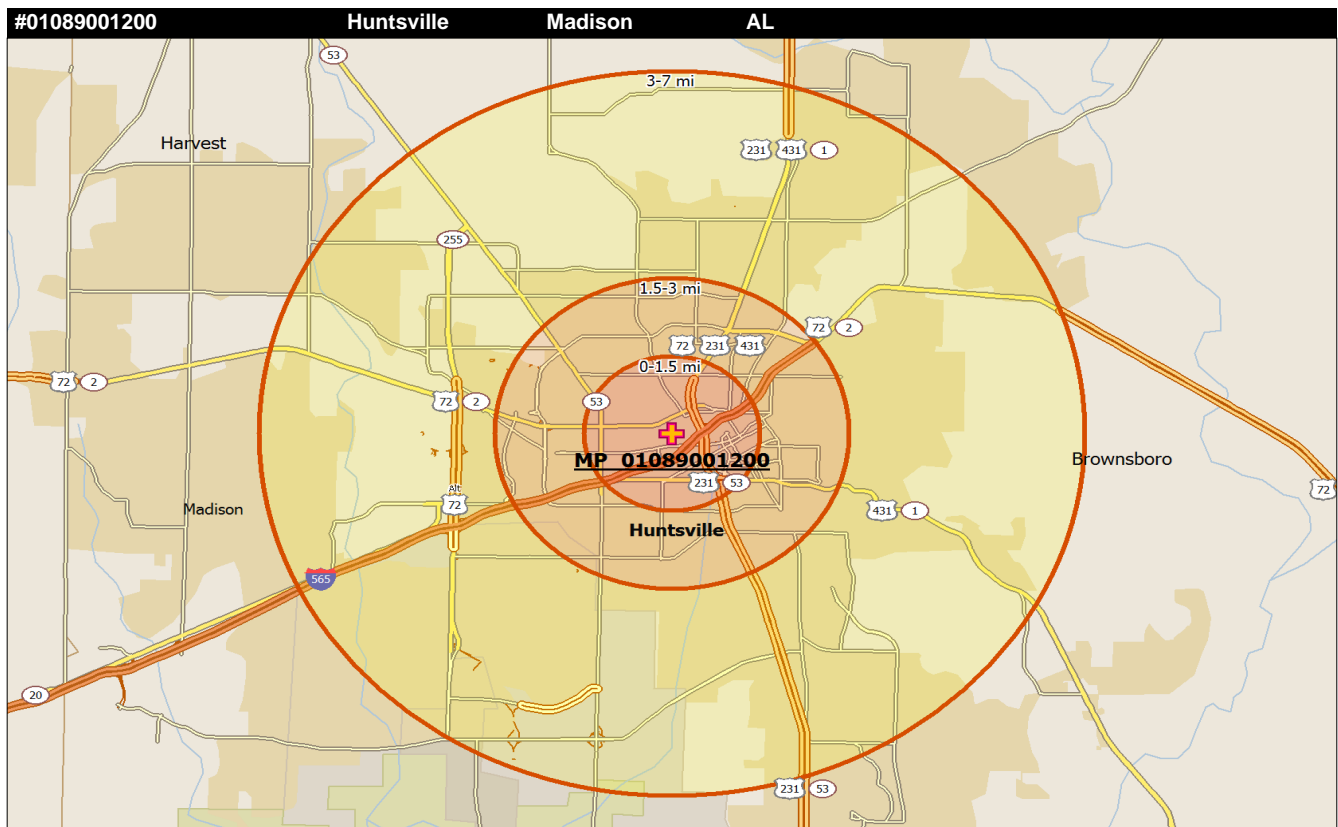 #01089001200 Huntsville Madison AL
53
3-7 mi
Harvest
231 431 1
255
1.5-3 mi
72 2
72 231 431
0-1.5 mi
72 2
72 2
53
MP 01089001200
Brownsboro
231 53
72
Alt
72
Madison
431 1
Huntsville
565
20
231 53